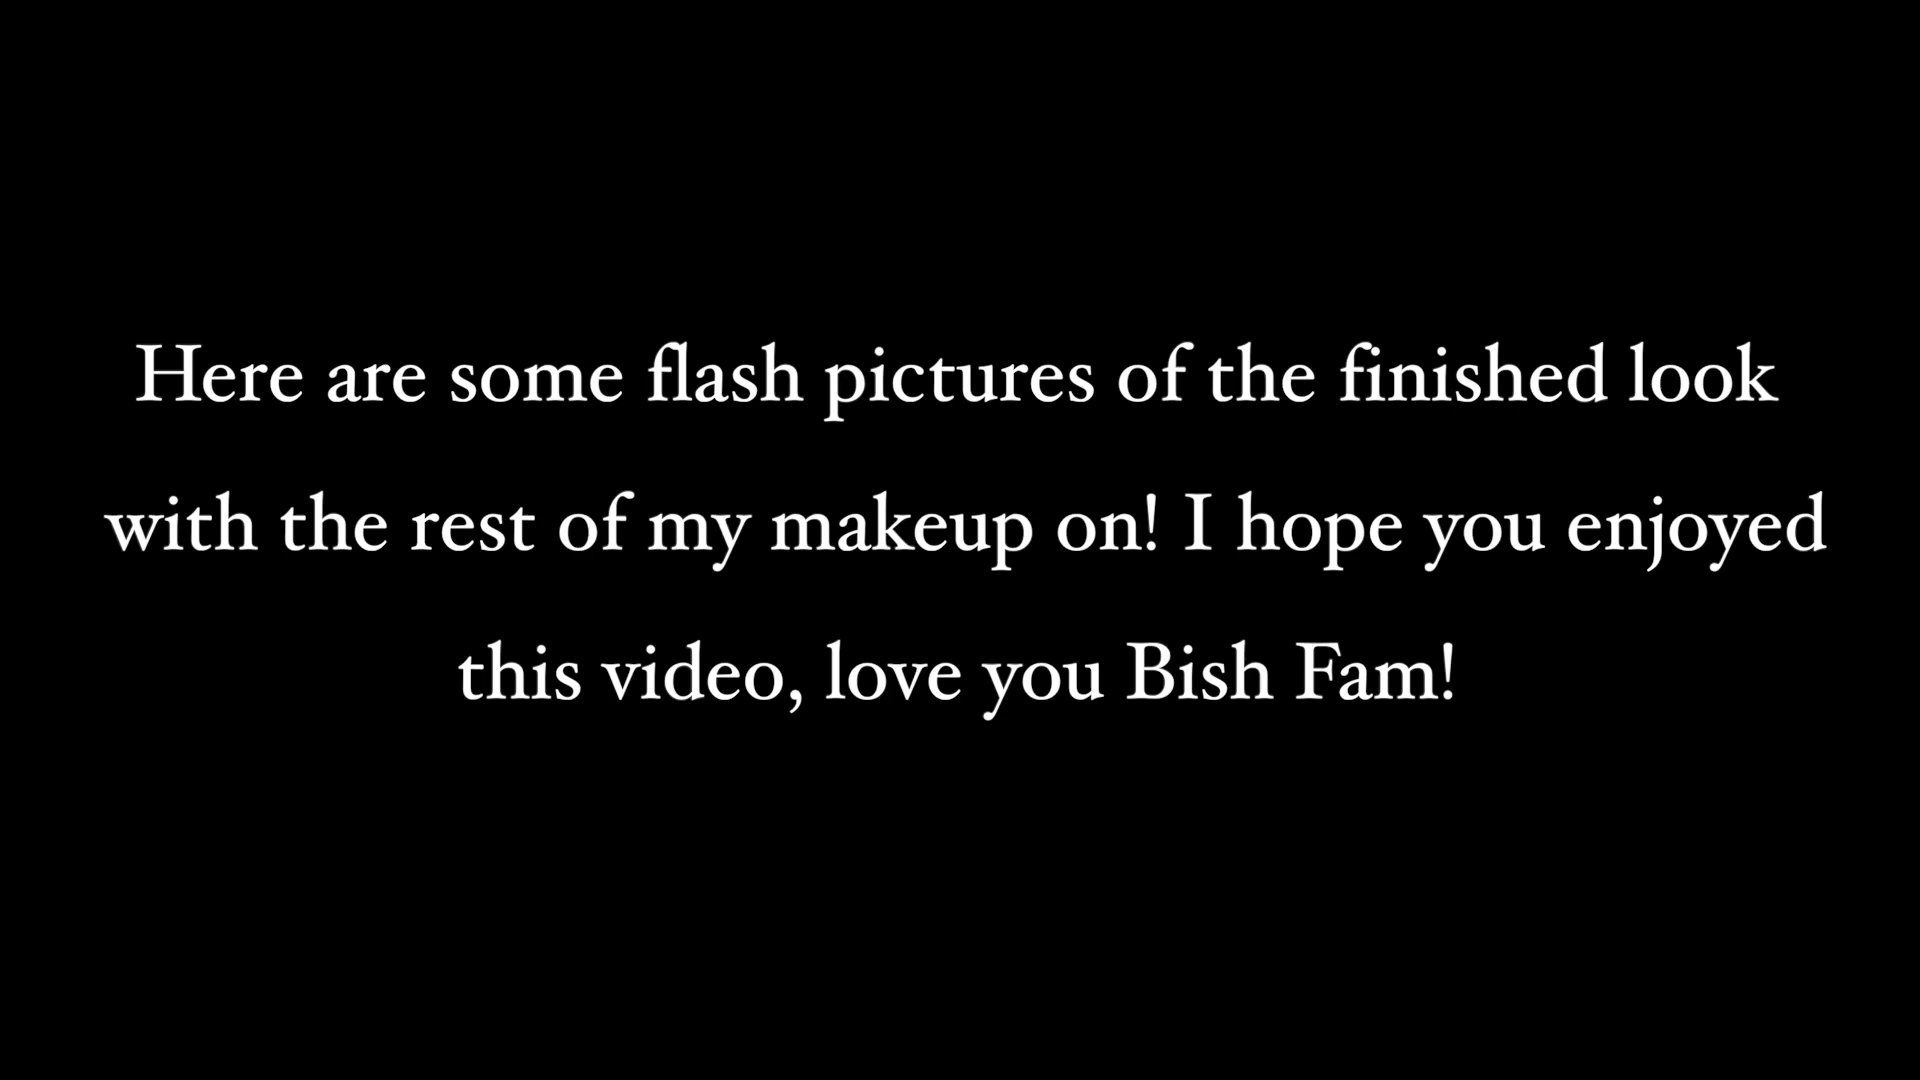 Here are some flash pictures of the finished look
with the rest of my makeup on! I hope you enjoyed
this video, love you Bish Fam!